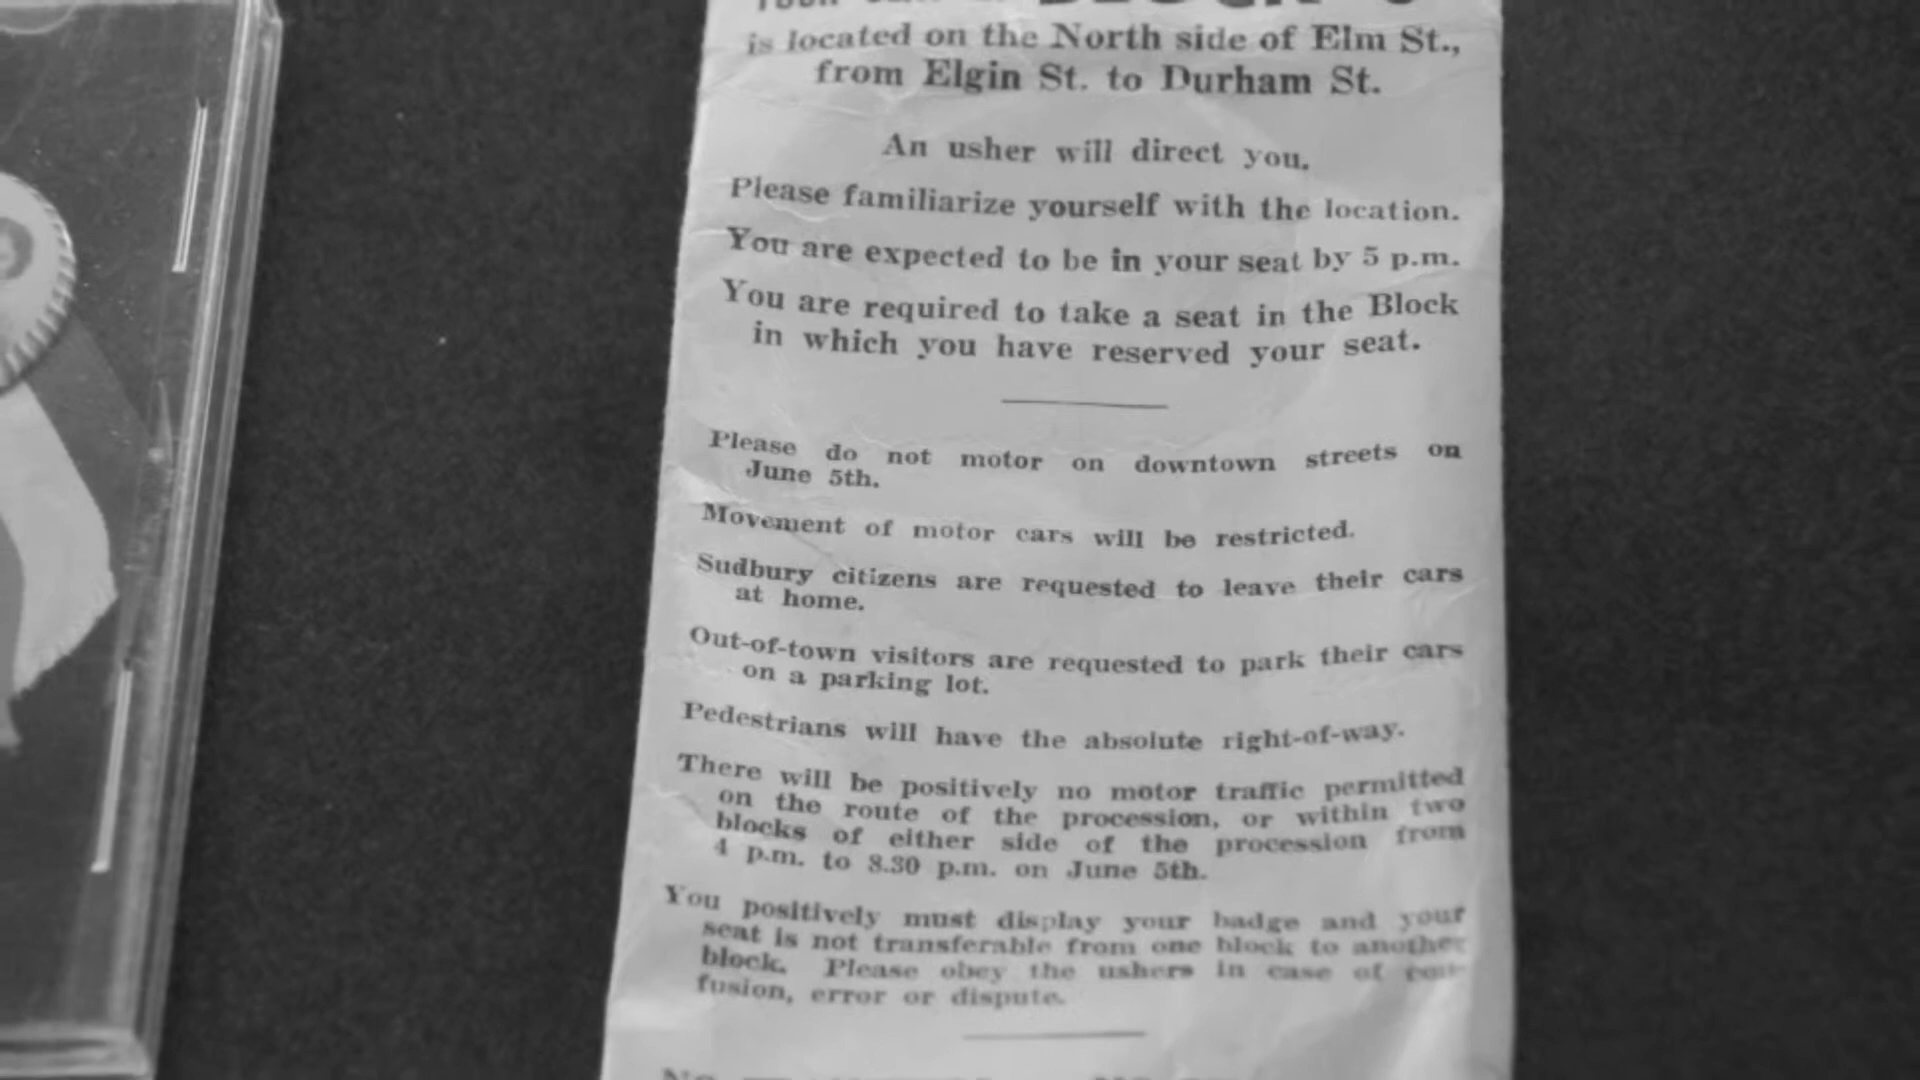 is located on the North side of Elm St.,
from Elgin St. to Durham St.
An usher will direct you.
Please familiarize yourself with the location.
You are expected to be in your seat by 5 p.m.
You are required to take a seat in the Block
in which you have reserved your seat.
Please do not motor on downtown streets on
June 5th.
Movement of motor cars will be restricted.
Sudbury citizens are requested to leave their cars
at home.
Out-of-town visitors are requested to park their cars
on a parking lot.
Pedestrians will have the absolute right-of-way.
There will be positively no motor traffic permitted
on the route of the procession, or within two
blocks of either side of the procession from
4 p.m. to 8.30 p.m. on June 5th.
You positively must display your badge and your
seat is not transferable from one block to another
block. Please obey the ushers in case of con-
fusion, error or dispute.